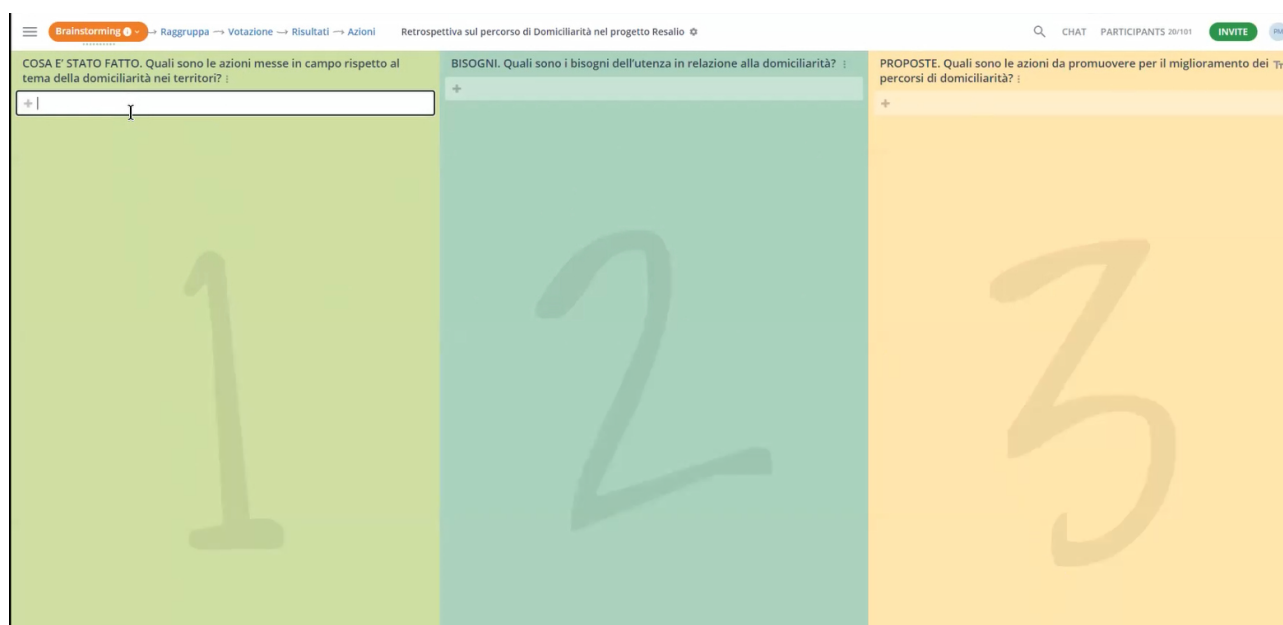 Brainstorming → Raggruppa → Votazione → Risultati → Azioni
Retrospettiva sul percorso di Domiciliarità nel progetto Resalio
CHAT
PARTICIPANTS 20/101
INVITE
COSA E' STATO FATTO. Quali sono le azioni messe in campo rispetto al
tema della domiciliarità nei territori?
+
1
BISOGNI. Quali sono i bisogni dell'utenza in relazione alla domiciliarità?
+
2
PROPOSTE. Quali sono le azioni da promuovere per il miglioramento dei
percorsi di domiciliarità?
+
3